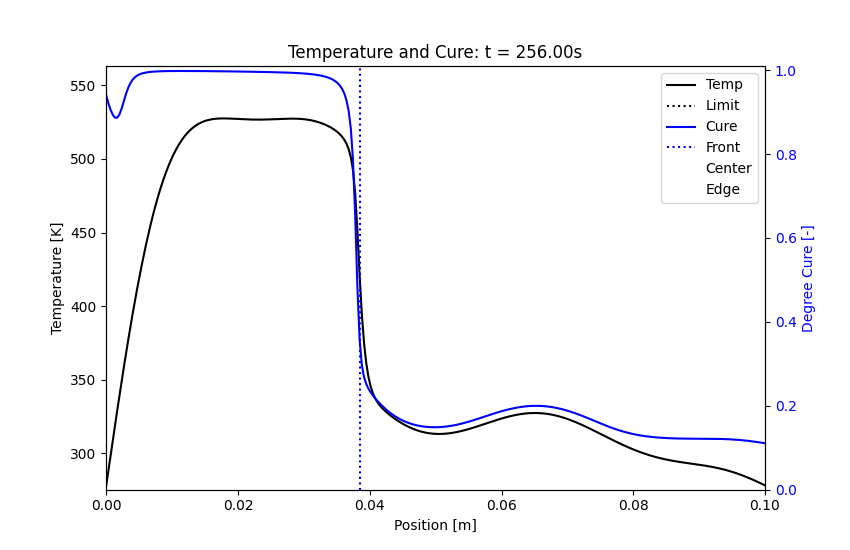 Temperature and Cure: t = 256.00s
Temperature [K]
550
500
450
400
350
300
Temp
Limit
Cure
Front
Center
Edge
1.0
0.8
0.6
0.4
0.2
0.0
Degree Cure [-]
0.00
0.02
0.04
0.06
0.08
0.10
Position [m]